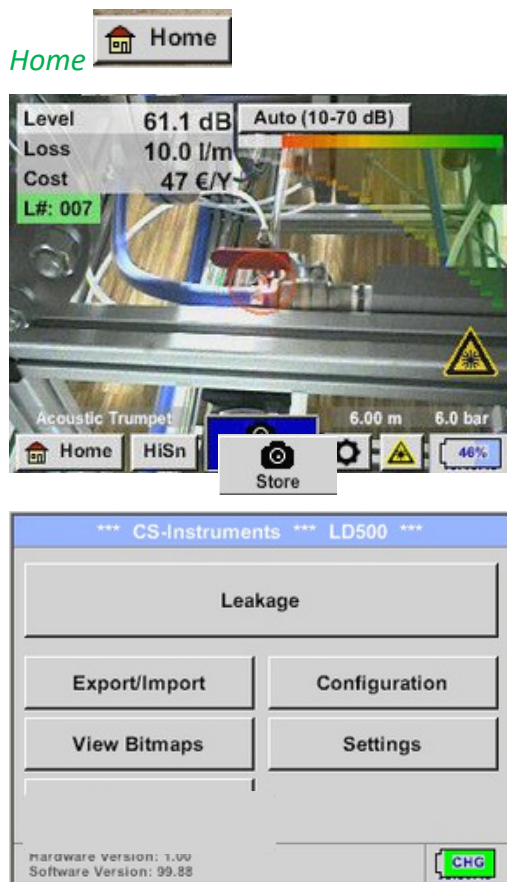 Home Home
Level 61.1 dB Auto (10-70 dB)
Loss 10.0 l/m
Cost 47 €/Y
L#: 007
Acoustic Trumpet 6.00 m 6.0 bar
Home HiSn 46%
Store
*** CS-Instruments *** LD500 ***
Leakage
Export/Import Configuration
View Bitmaps Settings
Hardware Version: 1.00
Software Version: 99.88 CHG